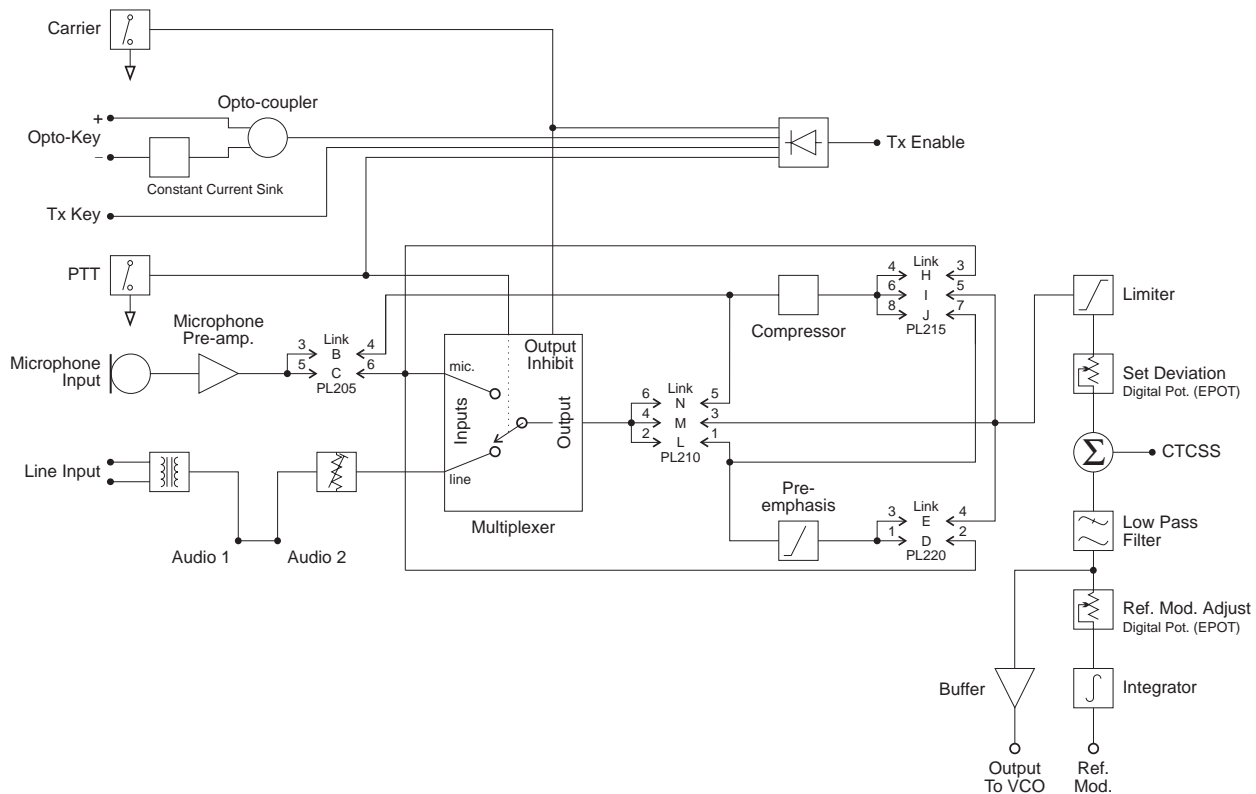 Carrier
Opto-coupler
+
Opto-Key
−
Constant Current Sink
Tx Enable
Tx Key
PTT
Microphone
Pre-amp.
Microphone
Input
3
5
Link
B
C
PL205
4
6
Output
Inhibit
mic.
Inputs
Output
line
Multiplexer
Line Input
Audio 1
Audio 2
6
4
2
Link
N
M
L
PL210
5
3
1
Compressor
4
6
8
Link
H
I
J
PL215
3
5
7
Pre-
emphasis
3
1
Link
E
D
PL220
4
2
Limiter
Set Deviation
Digital Pot. (EPOT)
Σ
CTCSS
Low Pass
Filter
Ref. Mod. Adjust
Digital Pot. (EPOT)
Buffer
Integrator
Output
To VCO
Ref.
Mod.